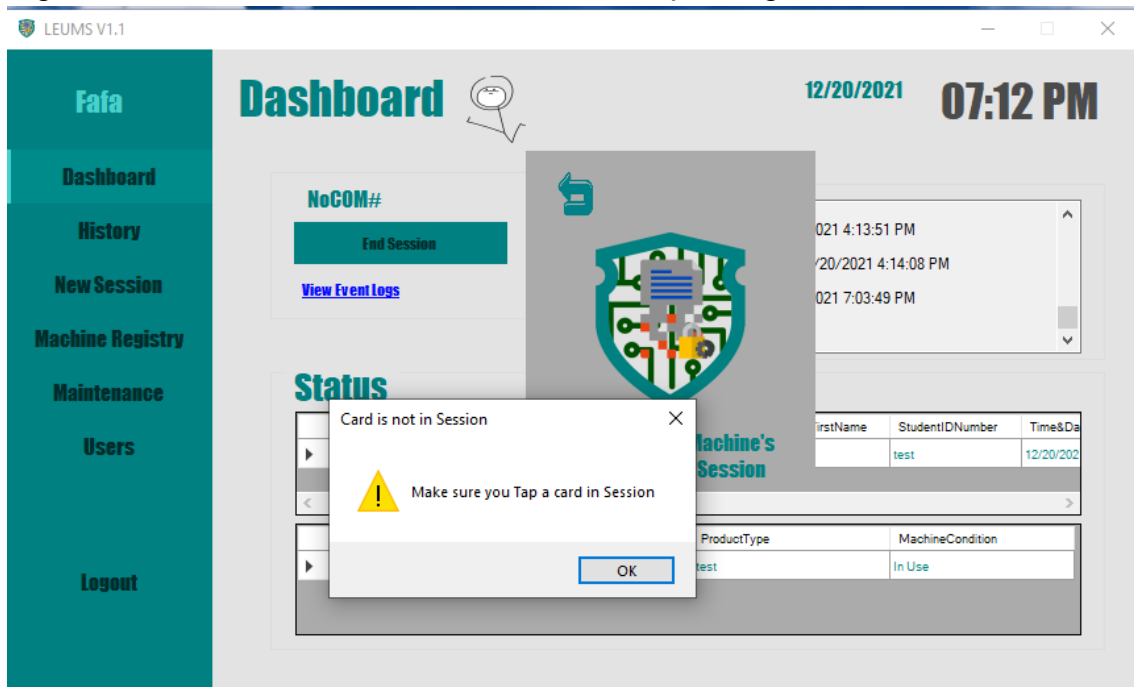 LEUMS V1.1
Fafa
Dashboard
History
New Session
Machine Registry
Maintenance
Users
Logout
Dashboard
12/20/2021
07:12 PM
NoCOM#
End Session
View Event Logs
021 4:13:51 PM
/20/2021 4:14:08 PM
021 7:03:49 PM
Status
Machine's
Session
Card is not in Session
Make sure you Tap a card in Session
OK
FirstName StudentIDNumber Time&Da
test 12/20/202
ProductType MachineCondition
test In Use